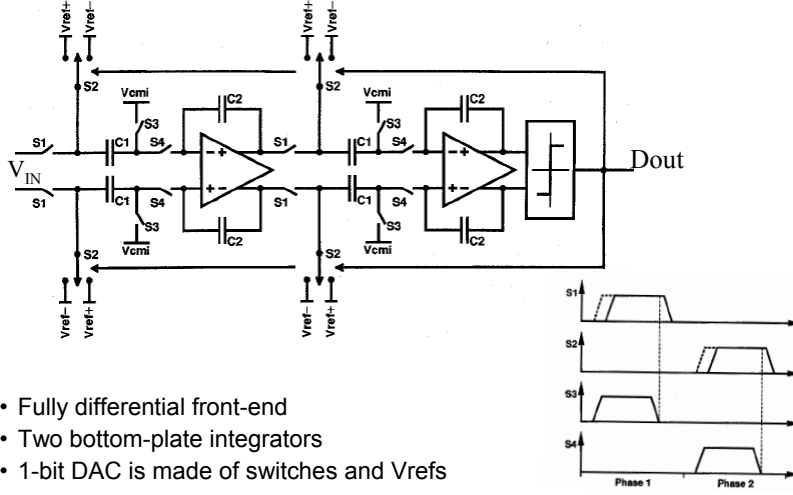 Vref+ Vref− Vref+ Vref−
S2 S2
Vcmi C2 Vcmi C2
S1 C1 S3 S4 − + S1 C1 S3 S4 − +
VIN Dout
S1 C1 S4 + − S1 C1 S4 + −
S3 C2 S3 C2
S2 Vcmi S2 Vcmi
Vref− Vref+ Vref− Vref+
S1
S2
S3
S4
Phase 1 Phase 2
• Fully differential front-end
• Two bottom-plate integrators
• 1-bit DAC is made of switches and Vrefs